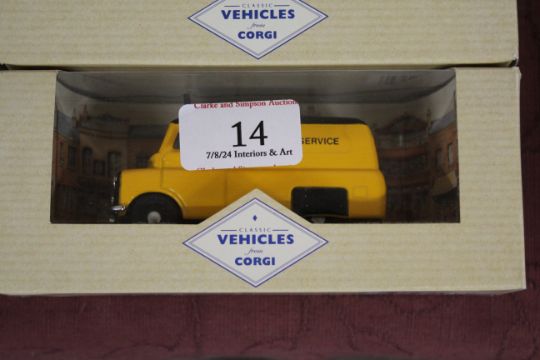 CLASSIC
VEHICLES
from
CORGI
Clarke and Simpson Auction
14
7/8/24 Interiors & Art
SERVICE
CLASSIC
VEHICLES
from
CORGI